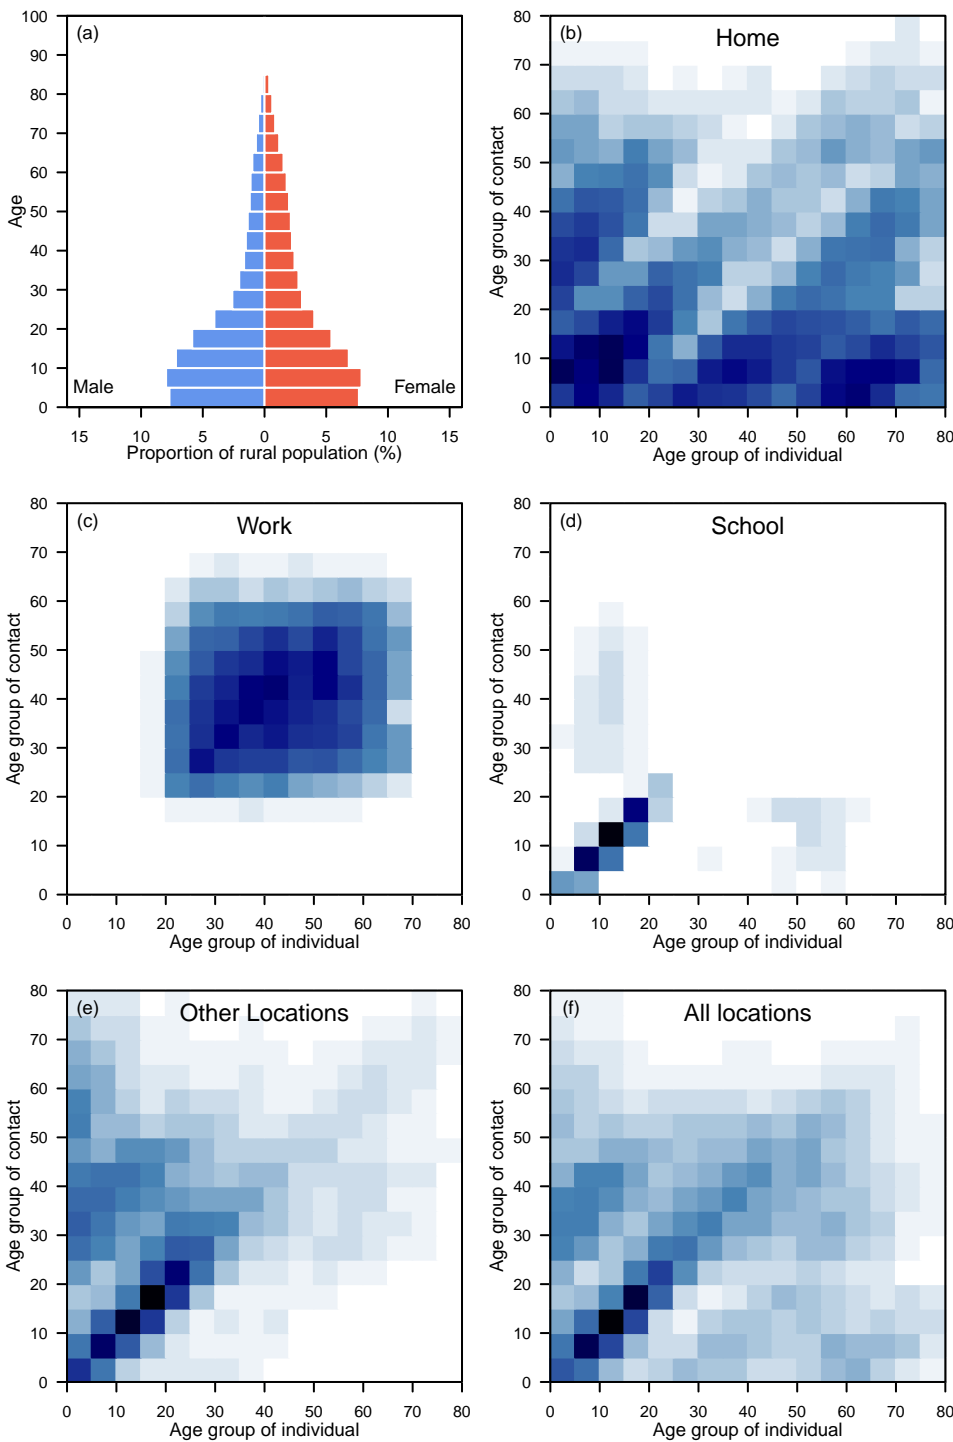 (a)
100
90
80
70
60
50
40
30
20
10
0
Age
Male
Female
15 10 5 0 5 10 15
Proportion of rural population (%)
(b)
Home
80
70
60
50
40
30
20
10
0
Age group of contact
0 10 20 30 40 50 60 70 80
Age group of individual
(c)
Work
80
70
60
50
40
30
20
10
0
Age group of contact
0 10 20 30 40 50 60 70 80
Age group of individual
(d)
School
80
70
60
50
40
30
20
10
0
Age group of contact
0 10 20 30 40 50 60 70 80
Age group of individual
(e)
Other Locations
80
70
60
50
40
30
20
10
0
Age group of contact
0 10 20 30 40 50 60 70 80
Age group of individual
(f)
All locations
80
70
60
50
40
30
20
10
0
Age group of contact
0 10 20 30 40 50 60 70 80
Age group of individual